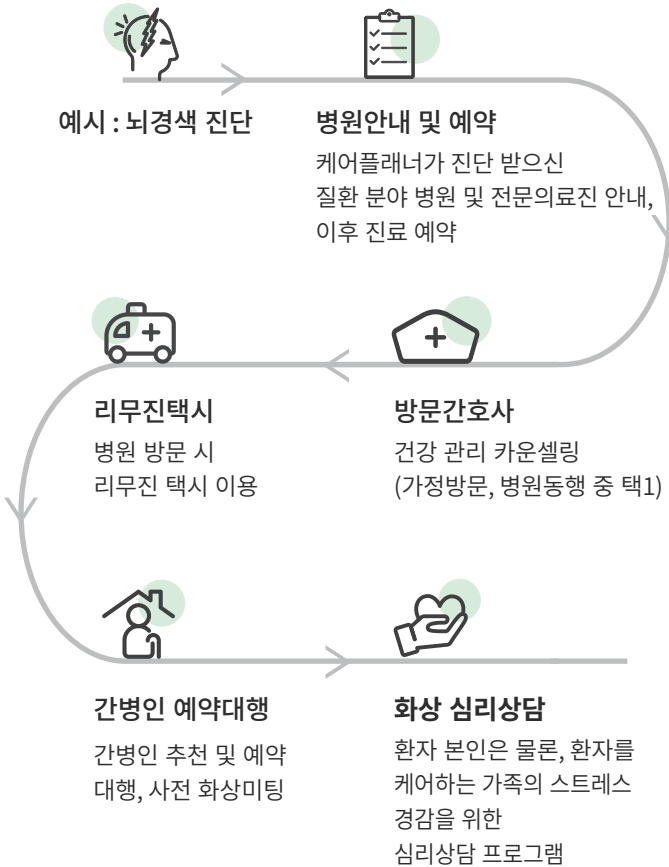 예시 : 뇌경색 진단
병원안내 및 예약
케어플래너가 진단 받으신
질환 분야 병원 및 전문의료진 안내,
이후 진료 예약
방문간호사
건강 관리 카운셀링
(가정방문, 병원동행 중 택1)
리무진택시
병원 방문 시
리무진 택시 이용
간병인 예약대행
간병인 추천 및 예약
대행, 사전 화상미팅
화상 심리상담
환자 본인은 물론, 환자를
케어하는 가족의 스트레스
경감을 위한
심리상담 프로그램